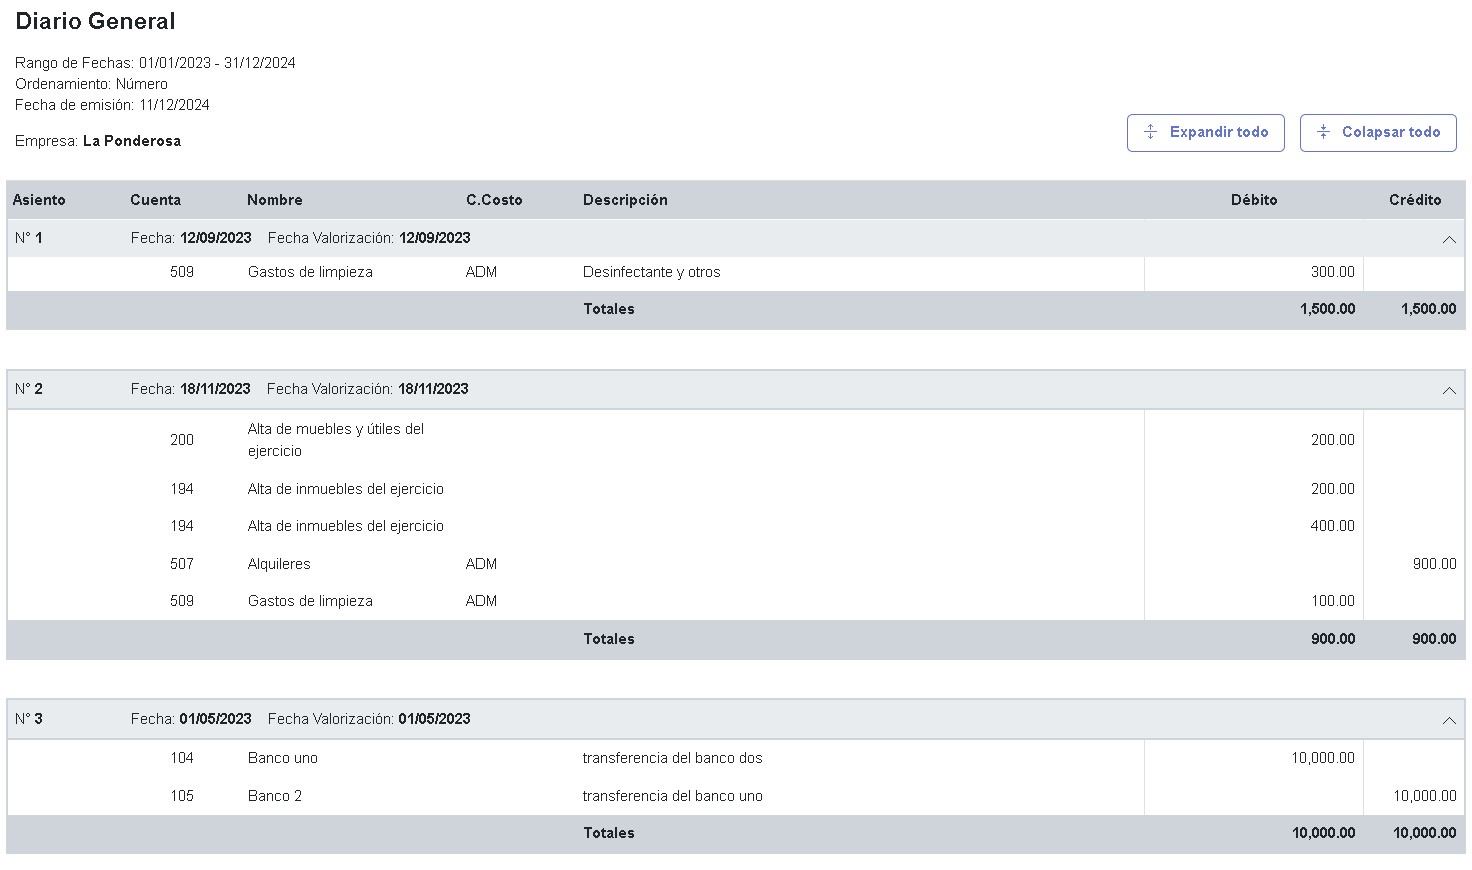 Diario General
Rango de Fechas: 01/01/2023 - 31/12/2024
Ordenamiento: Número
Fecha de emisión: 11/12/2024
Empresa: La Ponderosa
Expandir todo
Colapsar todo
Asiento Cuenta Nombre C.Costo Descripción Débito Crédito
N° 1 Fecha: 12/09/2023 Fecha Valorización: 12/09/2023
509 Gastos de limpieza ADM Desinfectante y otros 300.00
Totales 1,500.00 1,500.00
N° 2 Fecha: 18/11/2023 Fecha Valorización: 18/11/2023
200 Alta de muebles y útiles del ejercicio 200.00
194 Alta de inmuebles del ejercicio 200.00
194 Alta de inmuebles del ejercicio 400.00
507 Alquileres ADM 900.00
509 Gastos de limpieza ADM 100.00
Totales 900.00 900.00
N° 3 Fecha: 01/05/2023 Fecha Valorización: 01/05/2023
104 Banco uno transferencia del banco dos 10,000.00
105 Banco 2 transferencia del banco uno 10,000.00
Totales 10,000.00 10,000.00